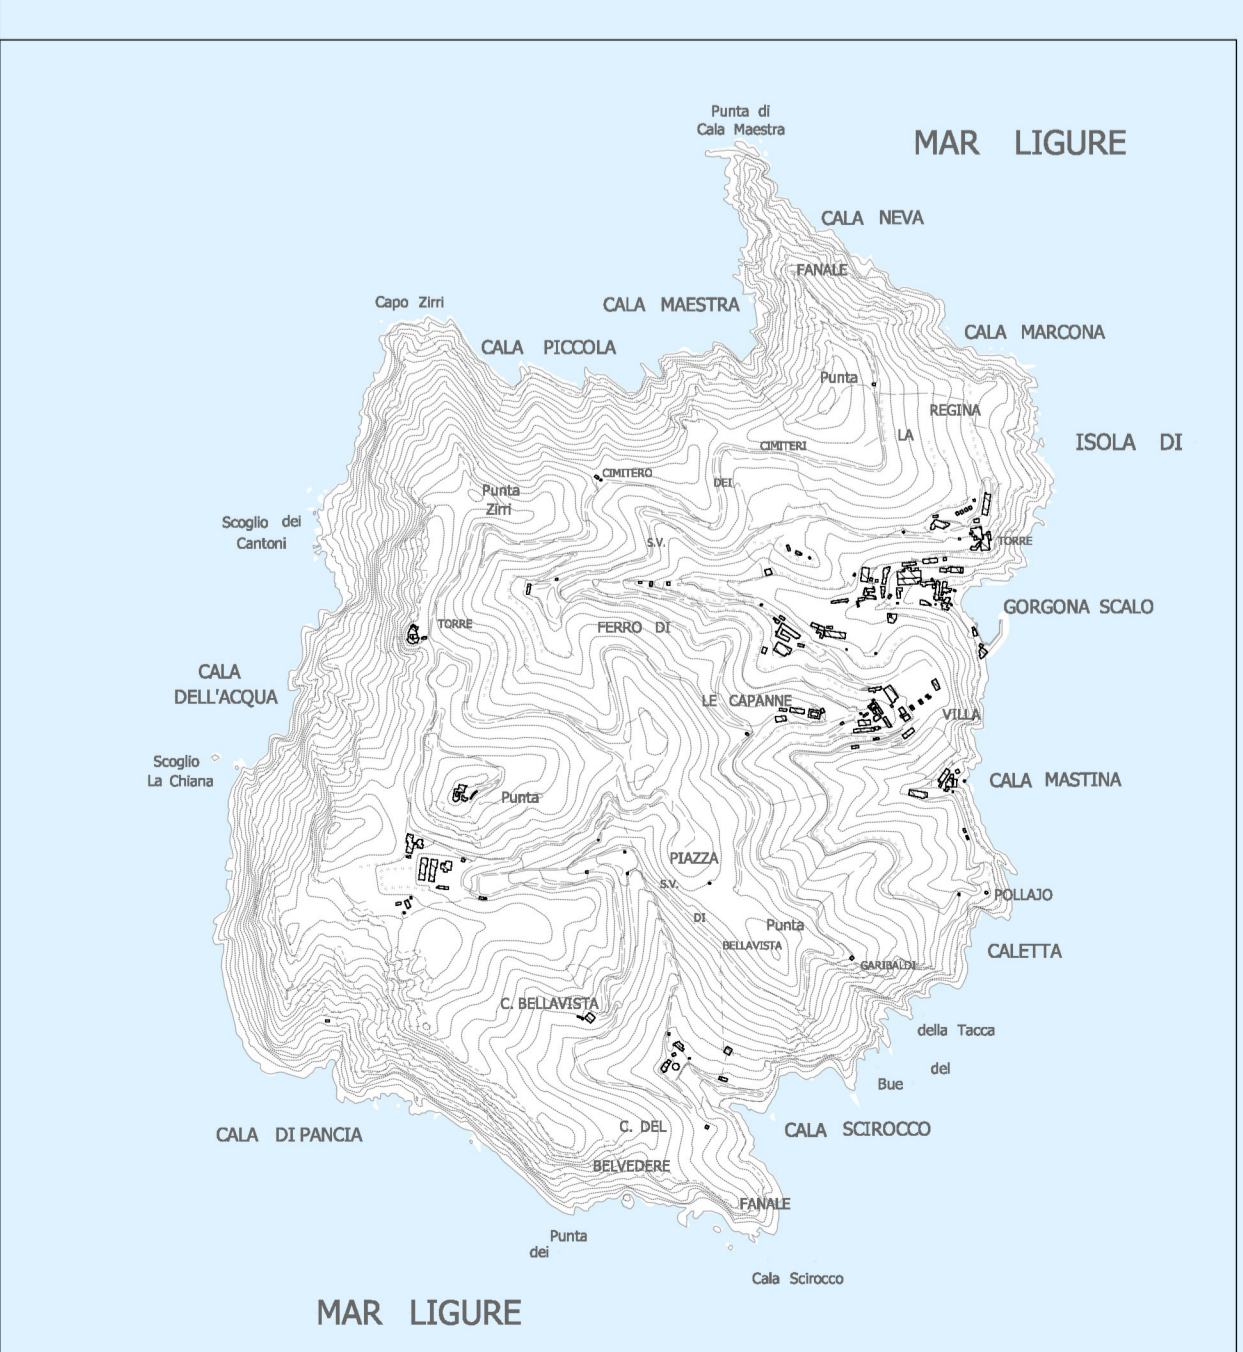 Punta di
Cala Maestra
MAR LIGURE
CALA NEVA
FANALE
Capo Zirri
CALA MAESTRA
CALA MARCONA
CALA PICCOLA
Punta
REGINA
LA
ISOLA DI
CIMITERI
CIMITERO
DEI
Punta
Zirri
Scoglio dei
Cantoni
S.V.
TORRE
GORGONA SCALO
TORRE
FERRO DI
CALA
DELL'ACQUA
LE CAPANNE
VILLA
Scoglio
La Chiana
CALA MASTINA
Punta
PIAZZA
S.V.
POLLAJO
DI
Punta
BELLAVISTA
CALETTA
GARIBALDI
C. BELLAVISTA
della Tacca
del
Bue
CALA DI PANCIA
C. DEL
CALA SCIROCCO
BELVEDERE
FANALE
Punta
dei
Cala Scirocco
MAR LIGURE